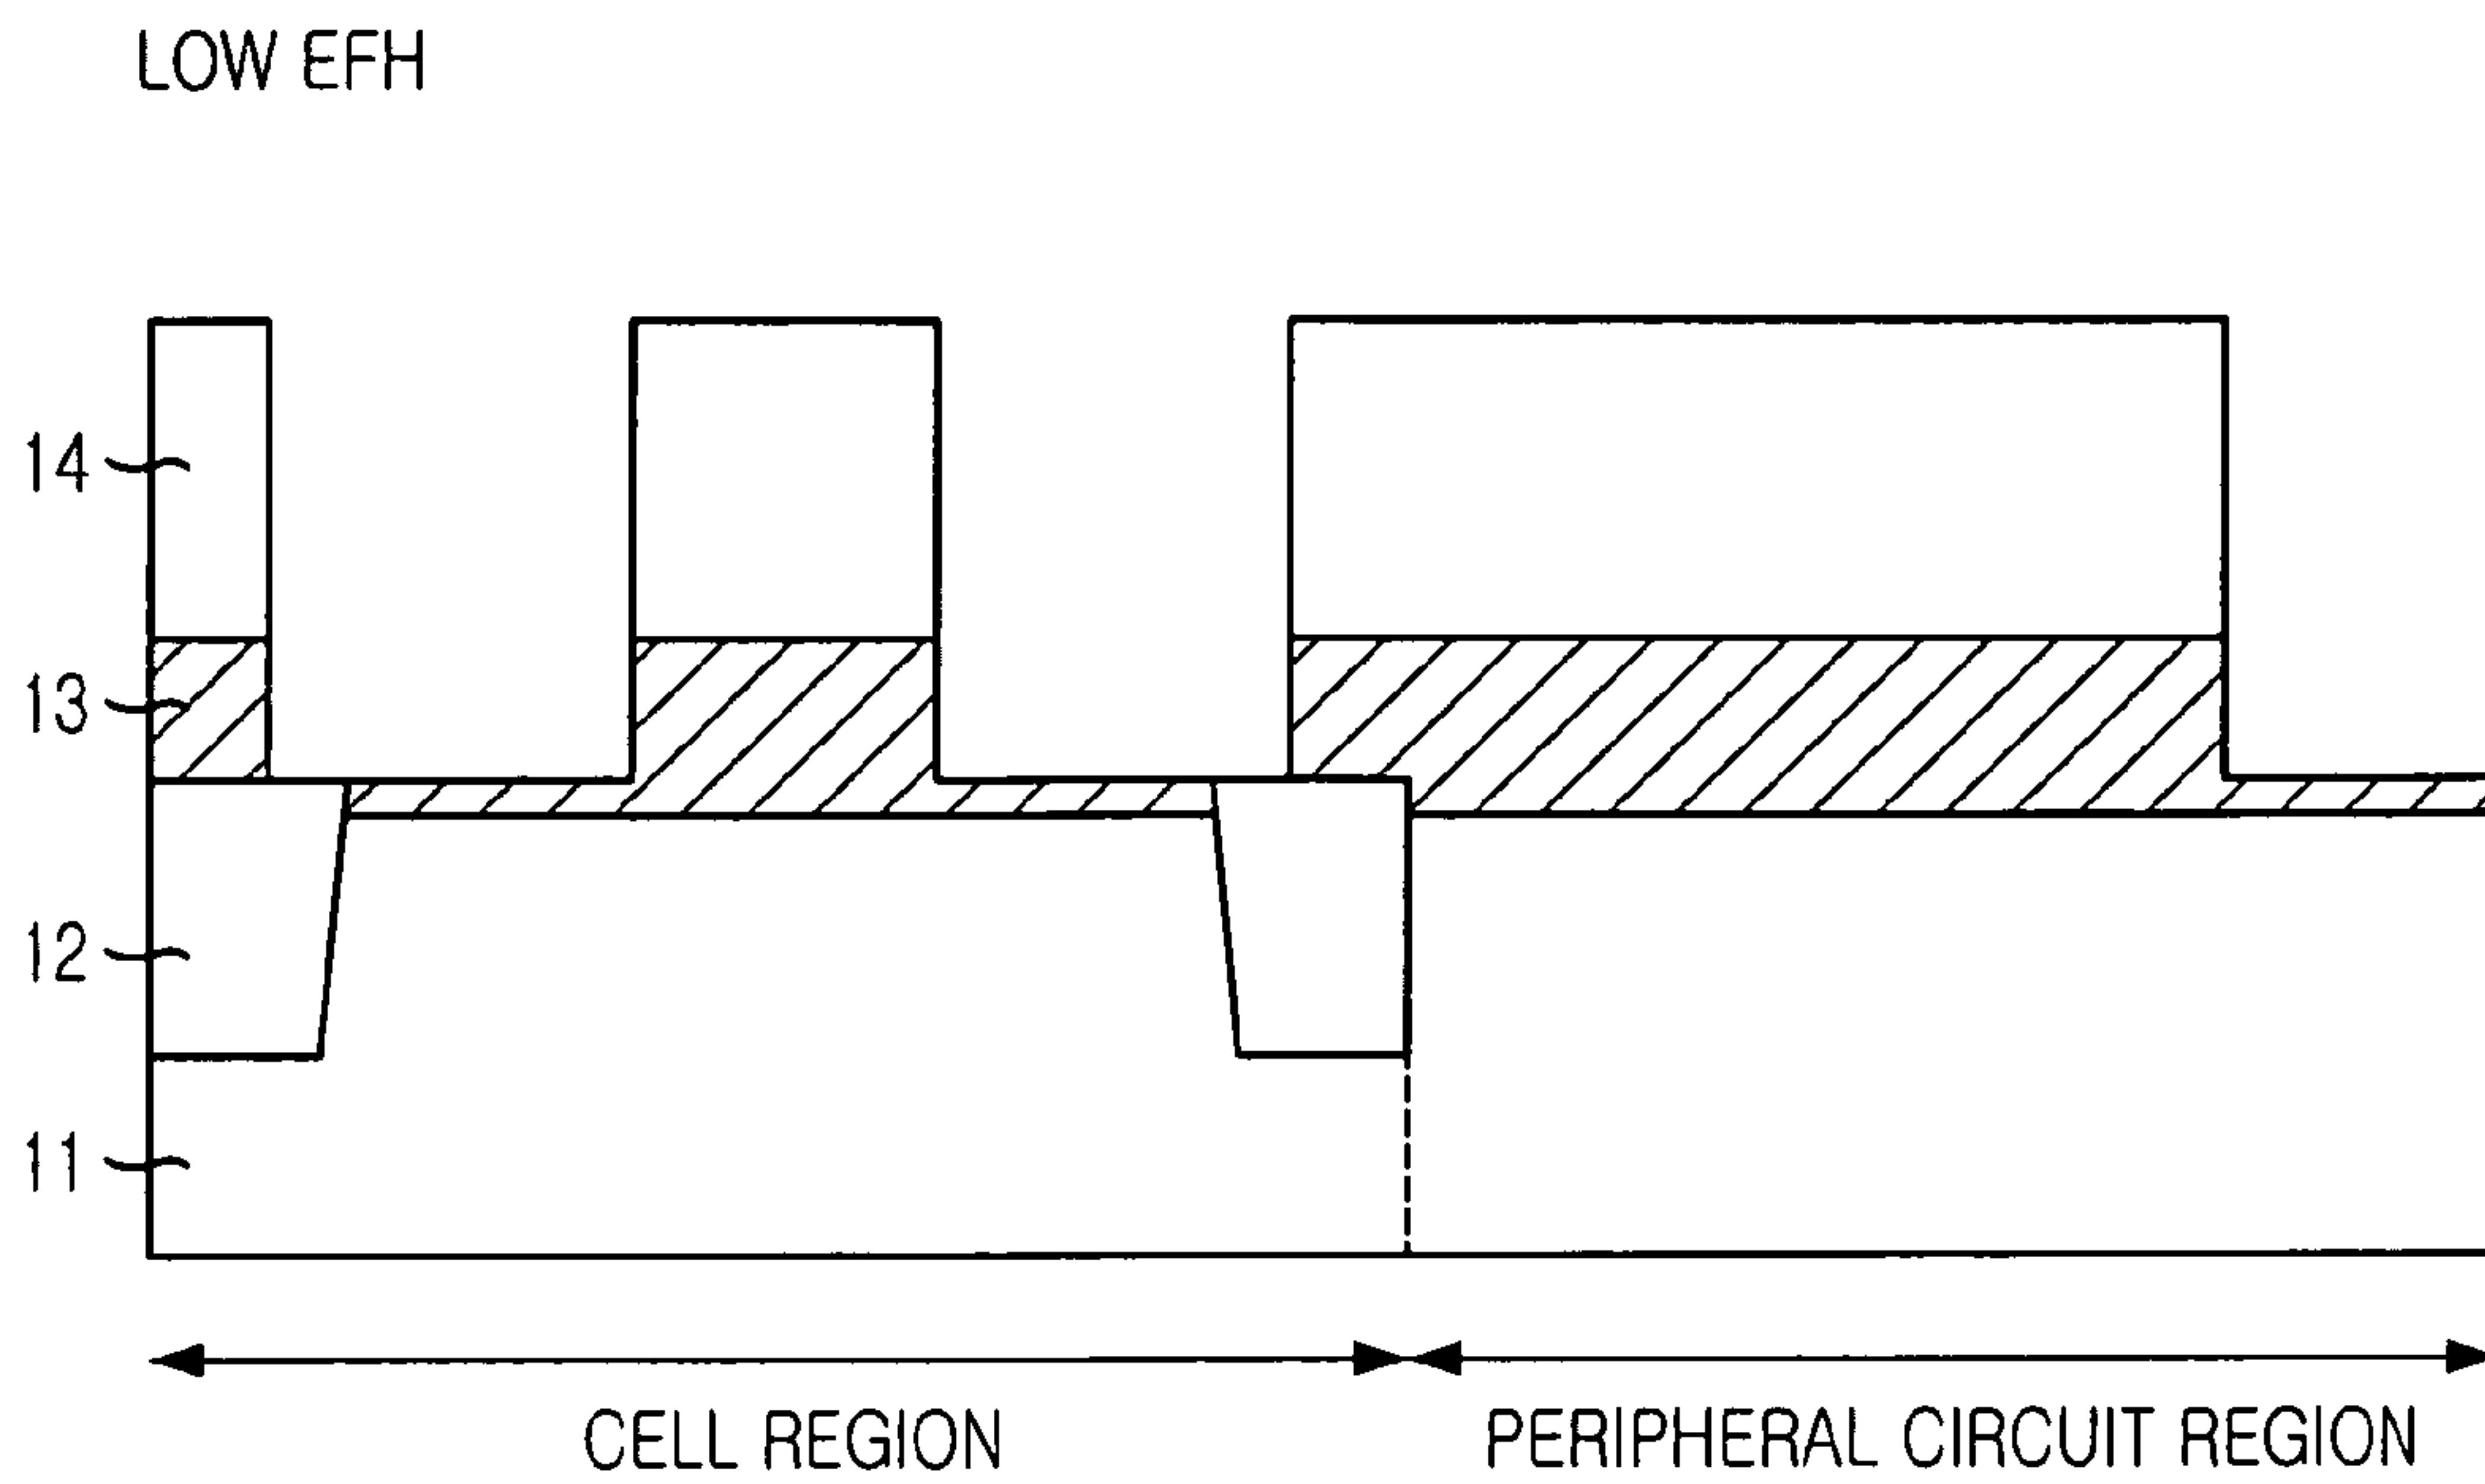 LOW EFH
14
13
12
11
CELL REGION
PERIPHERAL CIRCUIT REGION